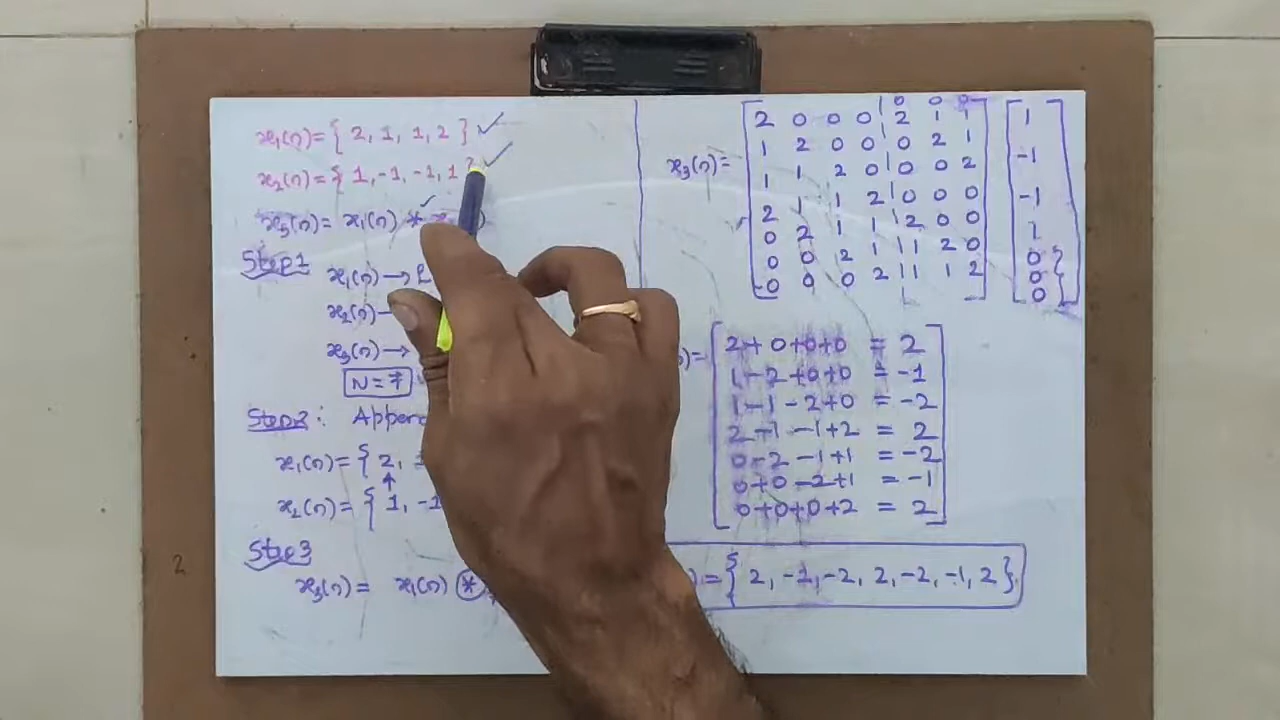 x₁(n) = { 2, 1, 1, 2 } ✓
x₂(n) = { 1, -1, -1, 1 } ✓
x₃(n) = x₁(n) *
Step1
x₁(n) → L
x₂(n) –
x₃(n) →
N = 7
Step2 :
x₁(n) = { 2,
↑
x₂(n) = { 1, -1
Step3
x₃(n) = x₁(n) ⊛
0 0 0
x₃(n) = [ 2 0 0 0 2 1 1 ] [ 1 ]
1 2 0 0 0 2 1 -1
1 1 2 0 0 0 2 -1
2 1 1 2 0 0 0
0 2 1 1 2 0 0 0
0 0 2 1 1 2 0 0
0 0 0 2 1 1 2 0
) = [ 2+0+0+0 = 2
1-2+0+0 = -1
1-1-2+0 = -2
2-1-1+2 = 2
0-2-1+1 = -2
0+0-2+1 = -1
0+0+0+2 = 2 ]
) = { 2, -1, -2, 2, -2, -1, 2 }
2